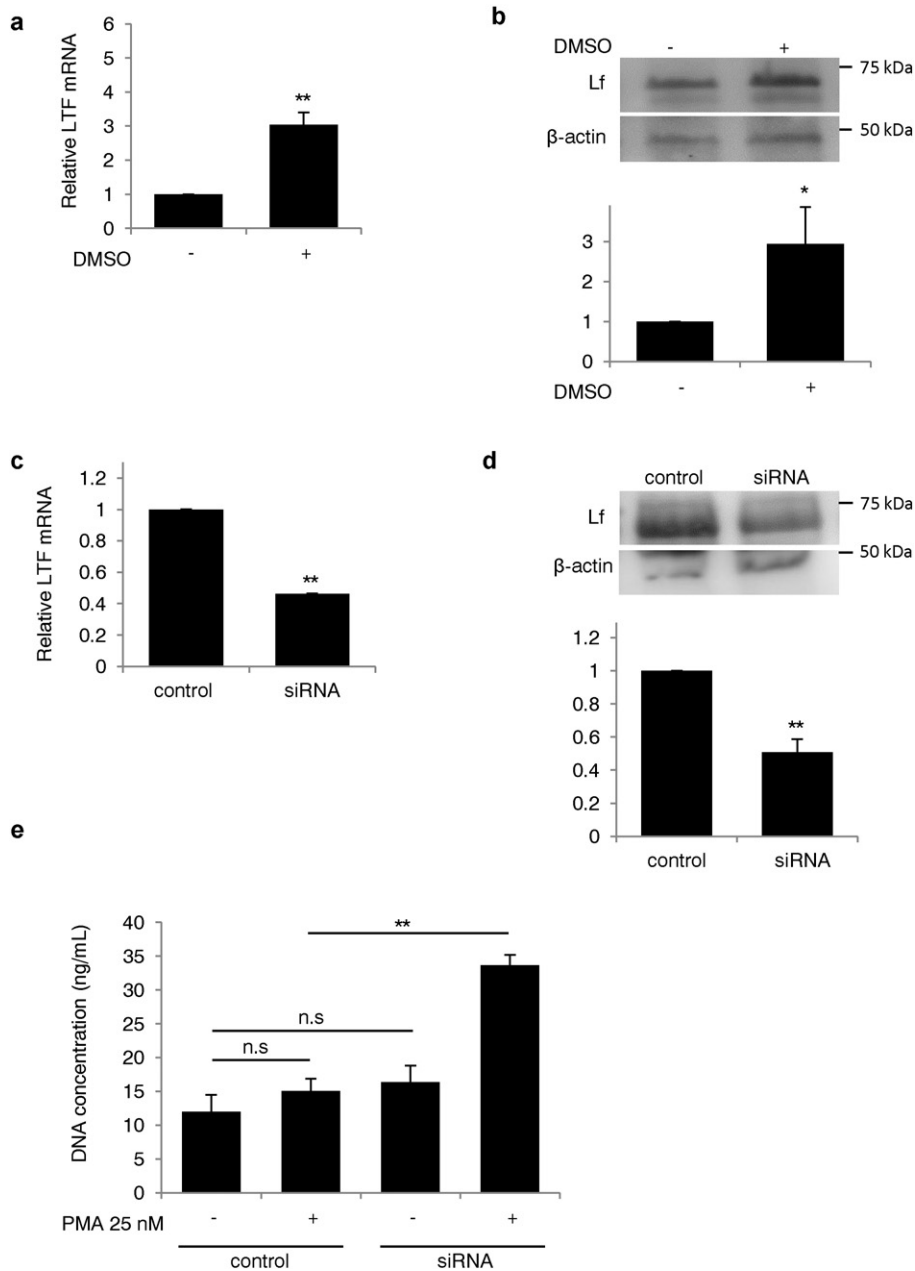 a
Relative LTF mRNA
6
5
4
3
2
1
0
**
DMSO - +
b
DMSO - +
Lf
75 kDa
β-actin
50 kDa
*
3
2
1
0
DMSO - +
c
Relative LTF mRNA
1.2
1
0.8
0.6
0.4
0.2
0
**
control siRNA
d
control siRNA
Lf
75 kDa
β-actin
50 kDa
1.2
1
0.8
0.6
0.4
0.2
0
**
control siRNA
e
DNA concentration (ng/mL)
40
35
30
25
20
15
10
5
0
**
n.s
n.s
PMA 25 nM - + - +
control siRNA